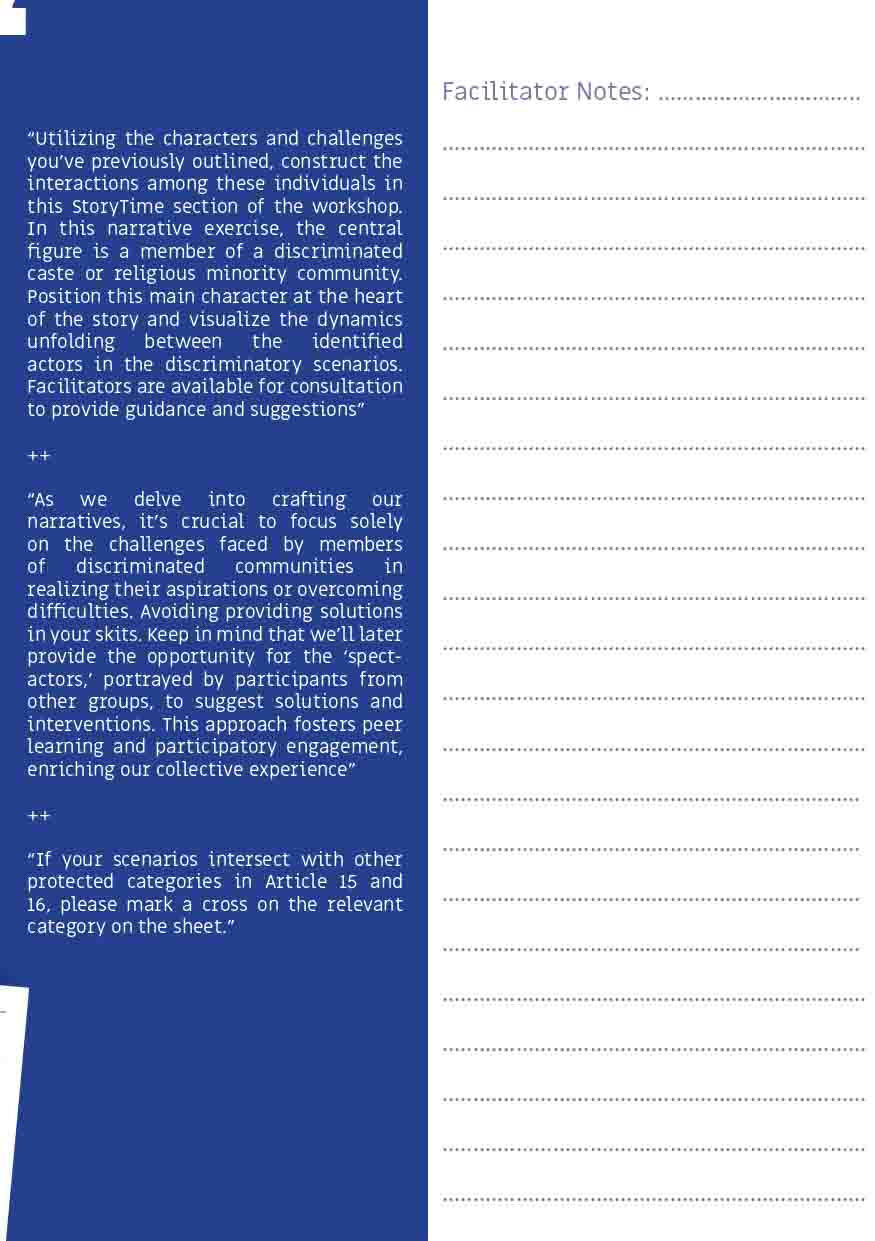 “Utilizing the characters and challenges
you’ve previously outlined, construct the
interactions among these individuals in
this StoryTime section of the workshop.
In this narrative exercise, the central
figure is a member of a discriminated
caste or religious minority community.
Position this main character at the heart
of the story and visualize the dynamics
unfolding between the identified
actors in the discriminatory scenarios.
Facilitators are available for consultation
to provide guidance and suggestions”
++
“As we delve into crafting our
narratives, it’s crucial to focus solely
on the challenges faced by members
of discriminated communities in
realizing their aspirations or overcoming
difficulties. Avoiding providing solutions
in your skits. Keep in mind that we’ll later
provide the opportunity for the ‘spect-
actors,’ portrayed by participants from
other groups, to suggest solutions and
interventions. This approach fosters peer
learning and participatory engagement,
enriching our collective experience”
++
“If your scenarios intersect with other
protected categories in Article 15 and
16, please mark a cross on the relevant
category on the sheet.”
Facilitator Notes: .................................